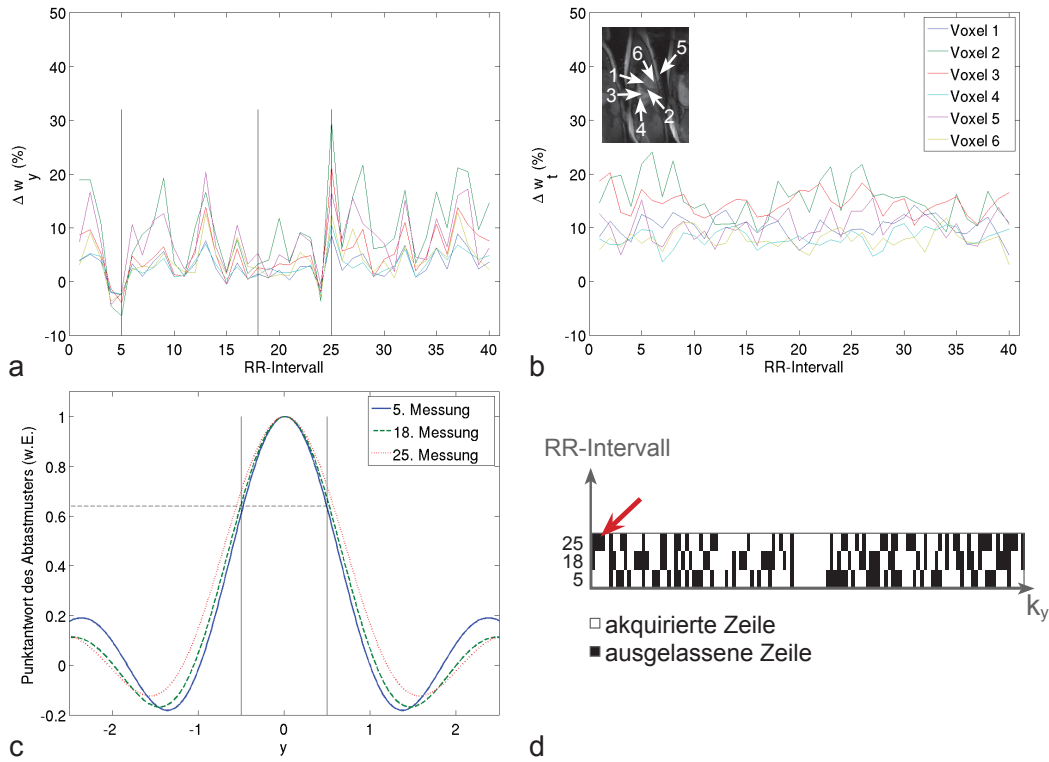 50
40
30
20
10
0
-10
Δ w y (%)
0 5 10 15 20 25 30 35 40
RR-Intervall
a
50
40
30
20
10
0
-10
Δ w t (%)
6
5
1
3
4
2
Voxel 1
Voxel 2
Voxel 3
Voxel 4
Voxel 5
Voxel 6
0 5 10 15 20 25 30 35 40
RR-Intervall
b
Punktantwort des Abtastmusters (w.E.)
1
0.8
0.6
0.4
0.2
0
-0.2
5. Messung
18. Messung
25. Messung
-2 -1 0 1 2
y
c
RR-Intervall
25
18
5
ky
akquirierte Zeile
ausgelassene Zeile
d